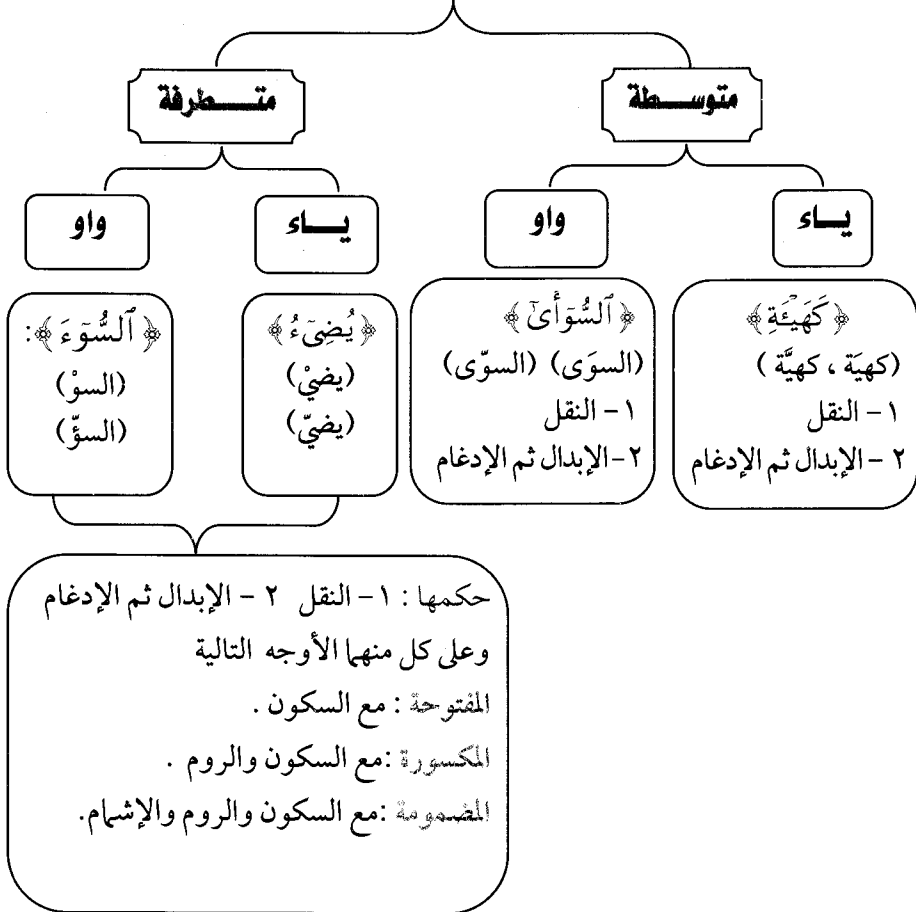 متوسطة
متطرفة
ياء
واو
ياء
واو
﴿كَهَيْـَٔةِ﴾
(كهيَة ، كهيَّة)
١- النقل
٢ - الإبدال ثم الإدغام
﴿ٱلسُّوٓأَىٰٓ﴾
(السوَى) (السوّى)
١- النقل
٢-الإبدال ثم الإدغام
﴿يُضِىٓءُ﴾
(يضيْ)
(يضيّ)
﴿ٱلسُّوٓءَ﴾:
(السوْ)
(السوّ)
حكمها : ١- النقل ٢ - الإبدال ثم الإدغام
وعلى كل منهما الأوجه التالية
المفتوحة : مع السكون .
المكسورة :مع السكون والروم .
المضمومة :مع السكون والروم والإشمام.